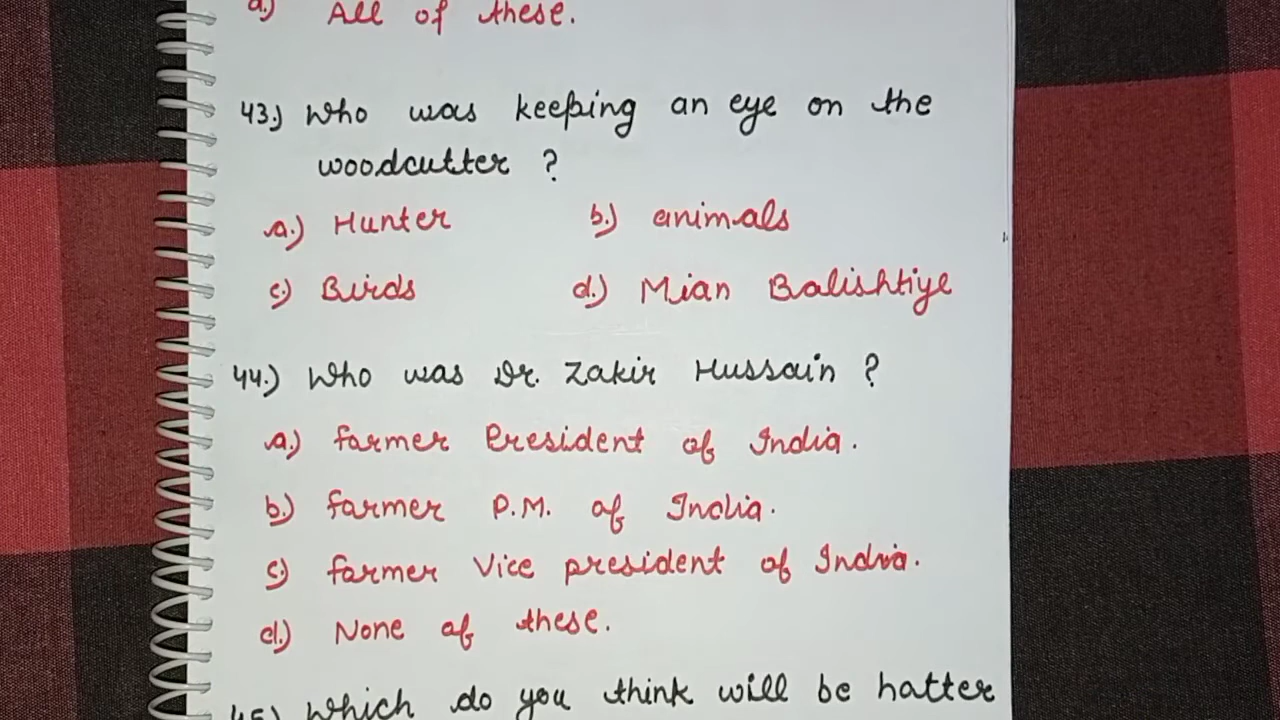 d.) All of these.
43.) Who was keeping an eye on the
woodcutter ?
a.) Hunter b.) animals
c.) Birds d.) Mian Balishtiye
44.) Who was Dr. Zakir Hussain ?
a.) farmer President of India.
b.) farmer P.M. of India.
c.) farmer Vice president of India.
d.) None of these.
45.) Which do you think will be hatter